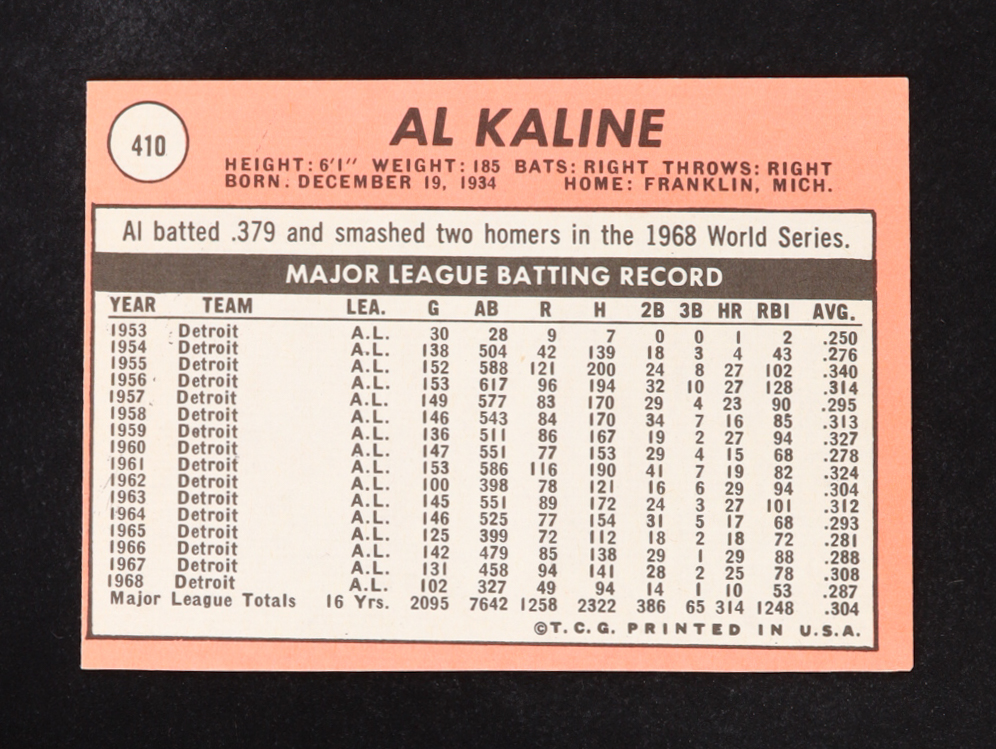 410
AL KALINE
HEIGHT: 6'1" WEIGHT: 185 BATS: RIGHT THROWS: RIGHT
BORN: DECEMBER 19, 1934 HOME: FRANKLIN, MICH.
Al batted .379 and smashed two homers in the 1968 World Series.
MAJOR LEAGUE BATTING RECORD
YEAR TEAM LEA. G AB R H 2B 3B HR RBI AVG.
1953 Detroit A.L. 30 28 9 7 0 0 1 2 .250
1954 Detroit A.L. 138 504 42 139 18 3 4 43 .276
1955 Detroit A.L. 152 588 121 200 24 8 27 102 .340
1956 Detroit A.L. 153 617 96 194 32 10 27 128 .314
1957 Detroit A.L. 149 577 83 170 29 4 23 90 .295
1958 Detroit A.L. 146 543 84 170 34 7 16 85 .313
1959 Detroit A.L. 136 511 86 167 19 2 27 94 .327
1960 Detroit A.L. 147 551 77 153 29 4 15 68 .278
1961 Detroit A.L. 153 586 116 190 41 7 19 82 .324
1962 Detroit A.L. 100 398 78 121 16 6 29 94 .304
1963 Detroit A.L. 145 551 89 172 24 3 27 101 .312
1964 Detroit A.L. 146 525 77 154 31 5 17 68 .293
1965 Detroit A.L. 125 399 72 112 18 2 18 72 .281
1966 Detroit A.L. 142 479 85 138 29 1 29 88 .288
1967 Detroit A.L. 131 458 94 141 28 2 25 78 .308
1968 Detroit A.L. 102 327 49 94 14 1 10 53 .287
Major League Totals 16 Yrs. 2095 7642 1258 2322 386 65 314 1248 .304
©T.C.G. PRINTED IN U.S.A.